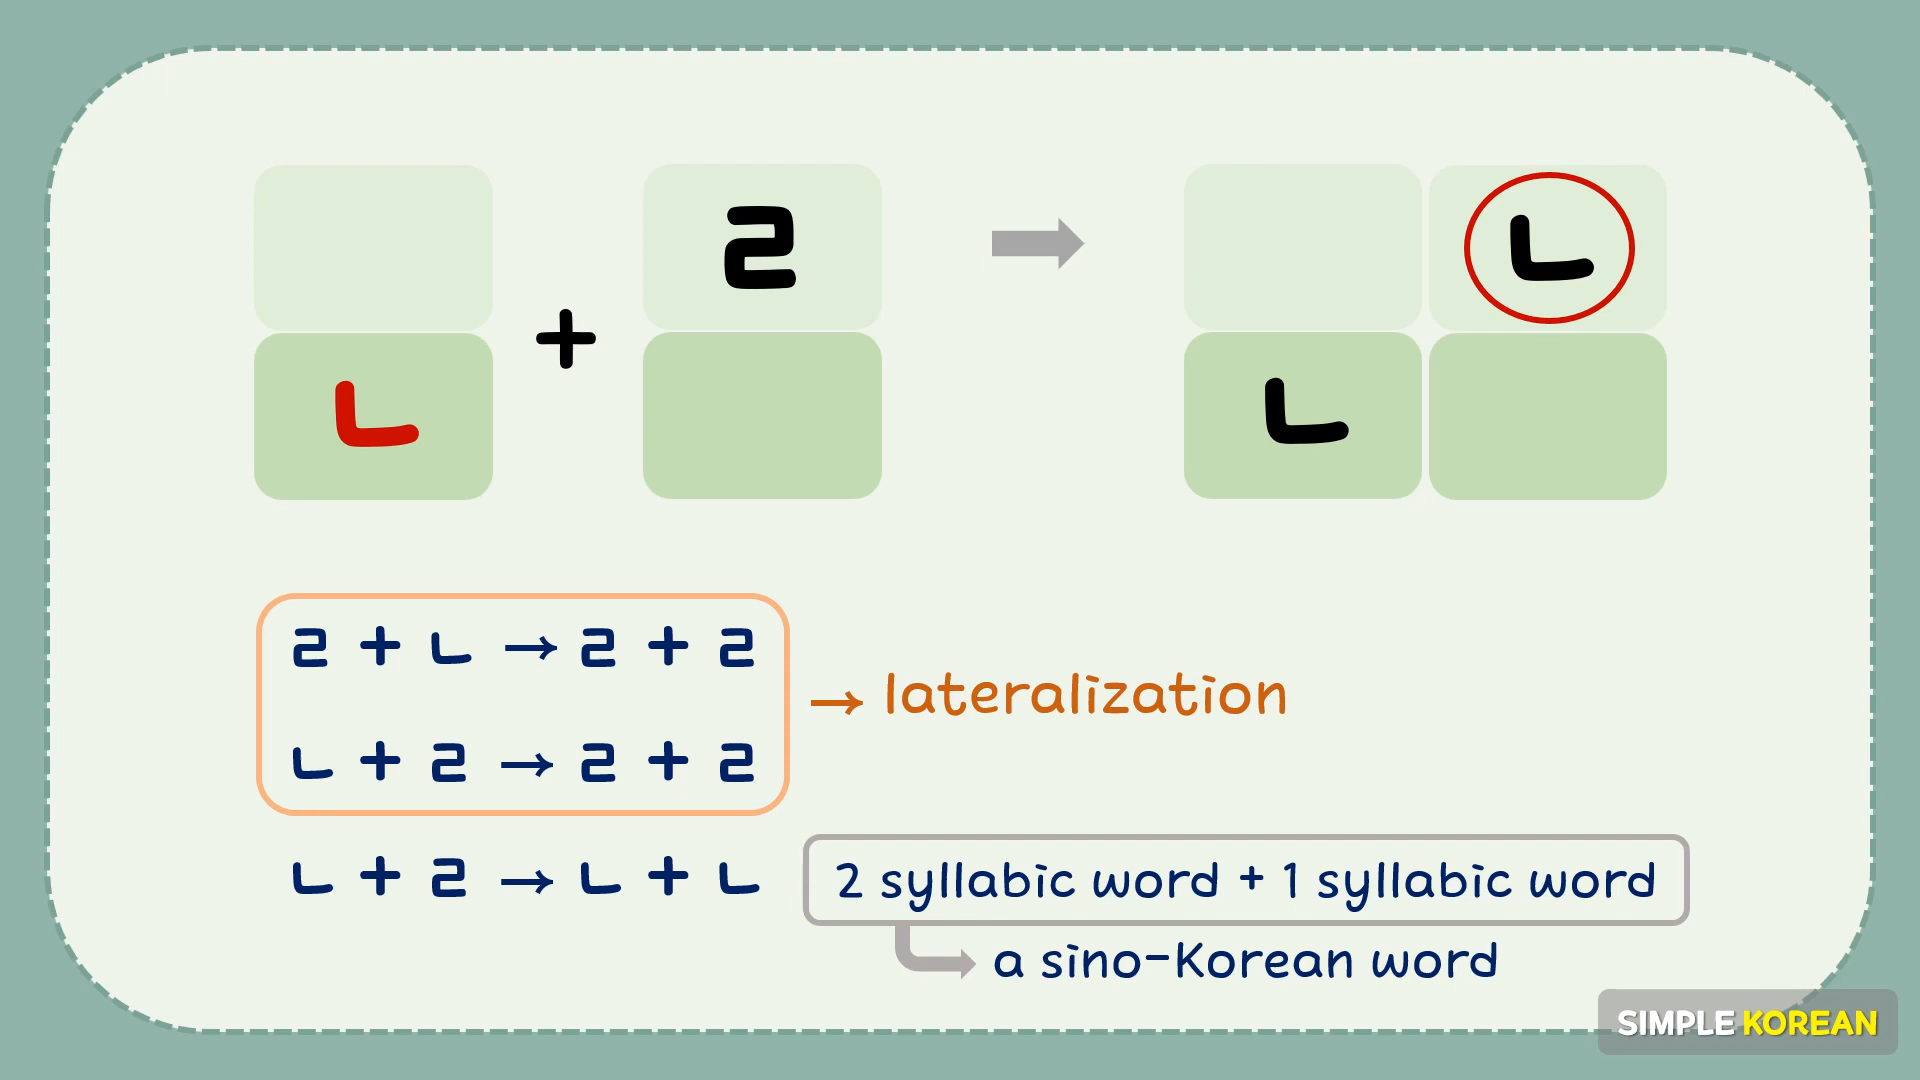 ㄹ → ㄴ
ㄴ + ㄴ
ㄹ + ㄴ → ㄹ + ㄹ
→ lateralization
ㄴ + ㄹ → ㄹ + ㄹ
ㄴ + ㄹ → ㄴ + ㄴ 2 syllabic word + 1 syllabic word
a sino-Korean word
SIMPLE KOREAN